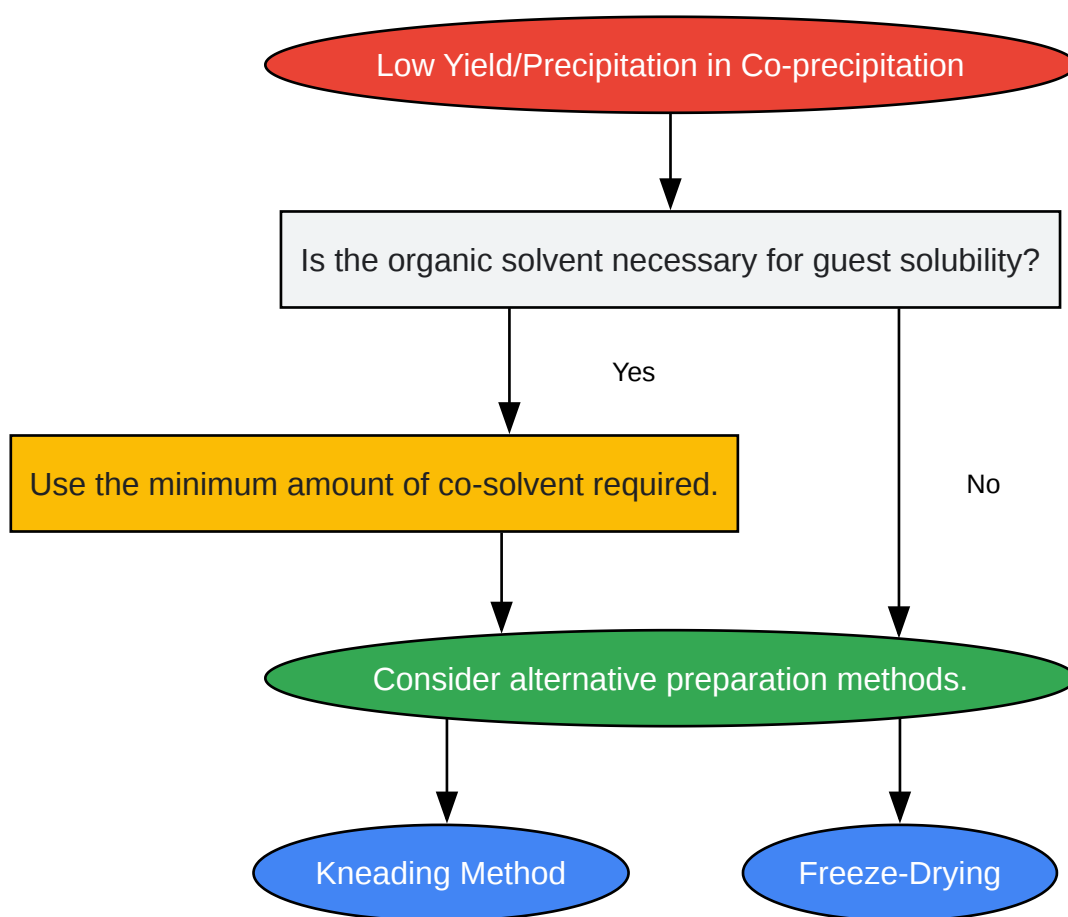 Low Yield/Precipitation in Co-precipitation
Is the organic solvent necessary for guest solubility?
Yes
Use the minimum amount of co-solvent required.
No
Consider alternative preparation methods.
Kneading Method
Freeze-Drying